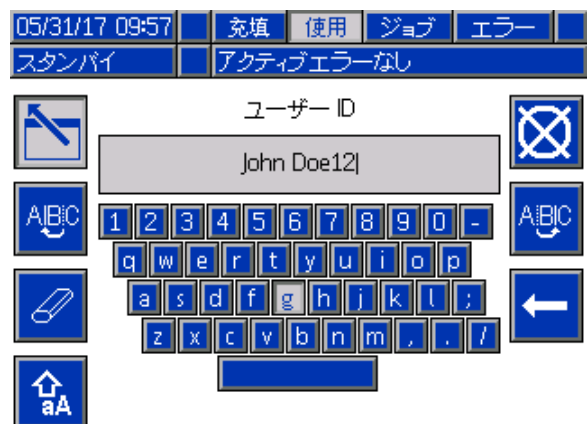 05/31/17 09:57 充填 使用 ジョブ エラー
スタンバイ アクティブエラーなし
ユーザー ID
John Doe12
ABC ABC
1 2 3 4 5 6 7 8 9 0 -
q w e r t y u i o p
a s d f g h j k l ;
z x c v b n m , . /
aA